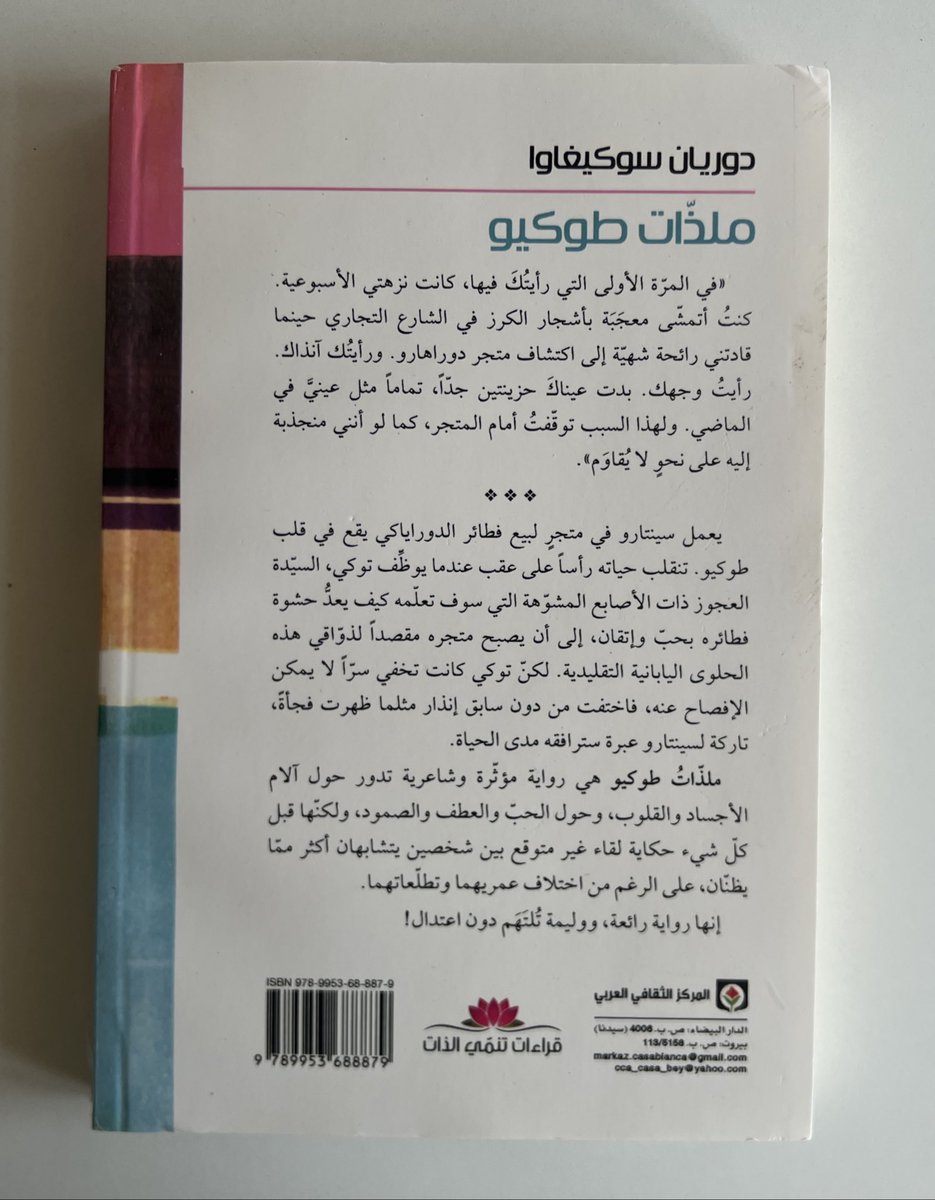 دوريان سوكيغاوا
ملذّات طوكيو
«في المرّة الأولى التي رأيتُكَ فيها، كانت نزهتي الأسبوعية.
كنتُ أتمشّى معجَبَة بأشجار الكرز في الشارع التجاري حينما
قادتني رائحة شهيّة إلى اكتشاف متجر دوراهارو. ورأيتُك آنذاك.
رأيتُ وجهك. بدت عيناكَ حزينتين جدّاً، تماماً مثل عينيَّ في
الماضي. ولهذا السبب توقّفتُ أمام المتجر، كما لو أنني منجذبة
إليه على نحوٍ لا يُقاوَم».
❖ ❖ ❖
يعمل سينتارو في متجرٍ لبيع فطائر الدوراياكي يقع في قلب
طوكيو. تنقلب حياته رأساً على عقب عندما يوظِّف توكي، السيّدة
العجوز ذات الأصابع المشوّهة التي سوف تعلّمه كيف يعدُّ حشوة
فطائره بحبّ وإتقان، إلى أن يصبح متجره مقصداً لذوّاقي هذه
الحلوى اليابانية التقليدية. لكنّ توكي كانت تخفي سرّاً لا يمكن
الإفصاح عنه، فاختفت من دون سابق إنذار مثلما ظهرت فجأةً،
تاركة لسينتارو عبرة سترافقه مدى الحياة.
ملذّاتُ طوكيو هي رواية مؤثّرة وشاعرية تدور حول آلام
الأجساد والقلوب، وحول الحبّ والعطف والصمود، ولكنّها قبل
كلّ شيء حكاية لقاء غير متوقع بين شخصين يتشابهان أكثر ممّا
يظنّان، على الرغم من اختلاف عمريهما وتطلّعاتهما.
إنها رواية رائعة، ووليمة تُلتَهَم دون اعتدال!
المركز الثقافي العربي
الدار البيضاء: ص. ب. 4006 (سيدنا)
بيروت: ص. ب. 113/5158
markaz.casablanca@gmail.com
cca_casa_bey@yahoo.com
قراءات تنمّي الذات
ISBN 978-9953-68-887-9
9 789953 688879